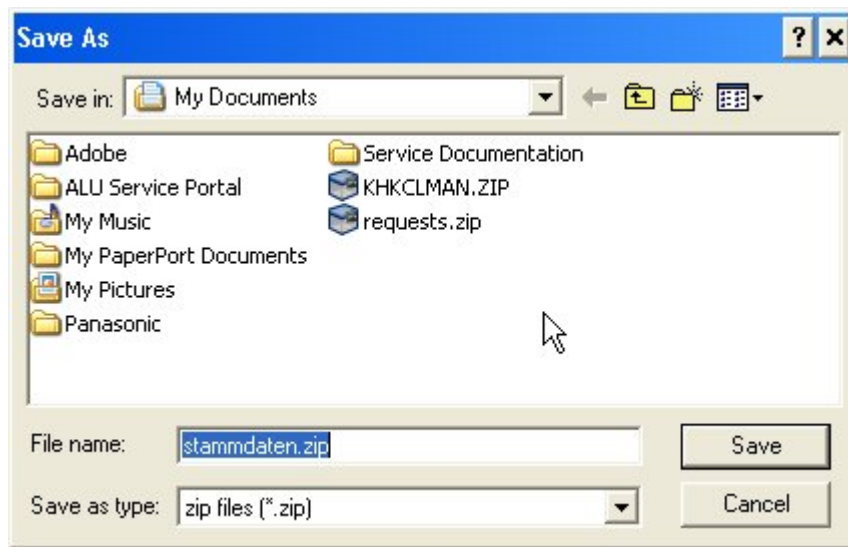 Save As
Save in: My Documents
Adobe
ALU Service Portal
My Music
My PaperPort Documents
My Pictures
Panasonic
Service Documentation
KHKCLMAN.ZIP
requests.zip
File name: stammdaten.zip
Save
Save as type: zip files (*.zip)
Cancel